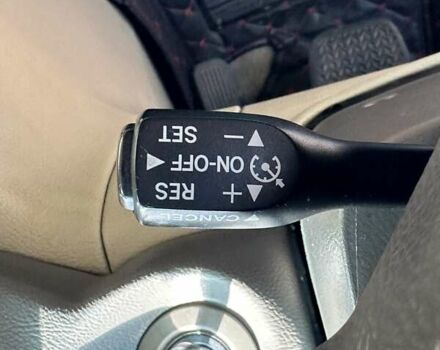 CANCEL
+ RES
ON-OFF
− SET